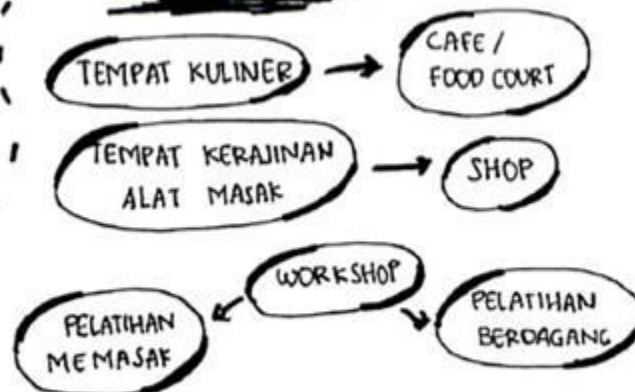 TEMPAT KULINER
CAFE /
FOOD COURT
TEMPAT KERAJINAN
ALAT MASAK
SHOP
WORKSHOP
PELATIHAN
MEMASAK
PELATIHAN
BERDAGANG